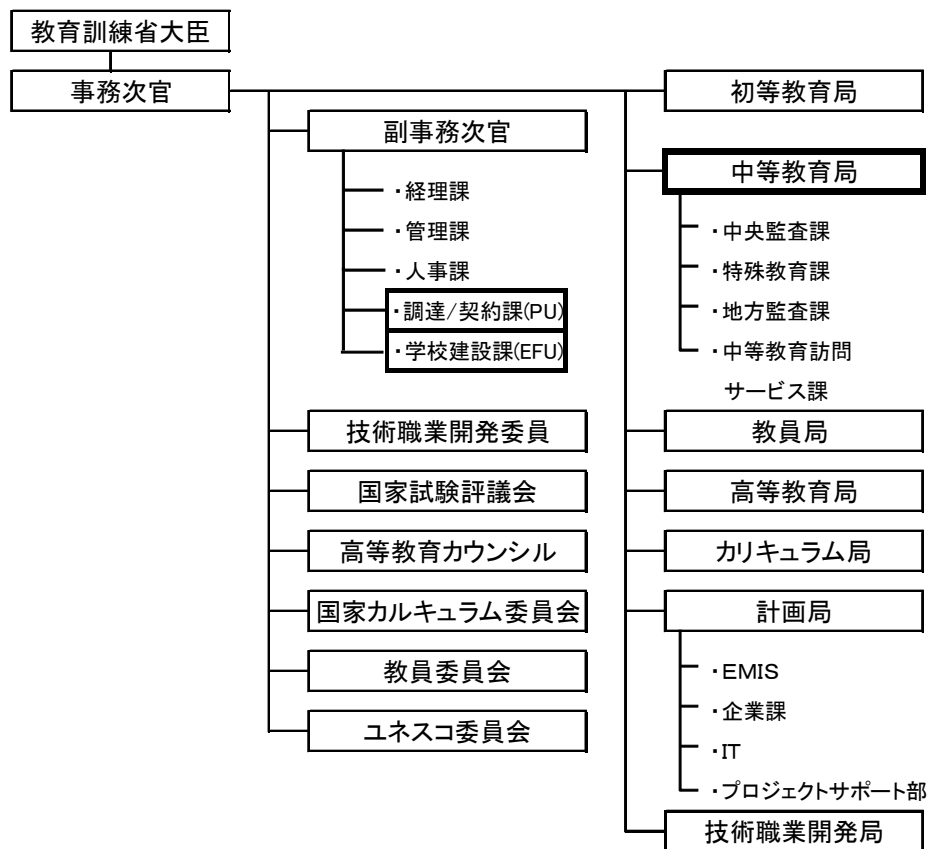 教育訓練省大臣
事務次官
副事務次官
・経理課
・管理課
・人事課
・調達/契約課(PU)
・学校建設課(EFU)
技術職業開発委員
国家試験評議会
高等教育カウンシル
国家カルキュラム委員会
教員委員会
ユネスコ委員会
初等教育局
中等教育局
・中央監査課
・特殊教育課
・地方監査課
・中等教育訪問
サービス課
教員局
高等教育局
カリキュラム局
計画局
・EMIS
・企業課
・IT
・プロジェクトサポート部
技術職業開発局